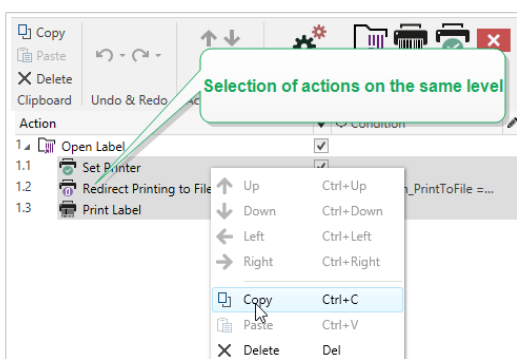 Copy
Paste
Delete
Clipboard
Undo & Redo
Selection of actions on the same level
Action
Condition
1
Open Label
1.1
Set Printer
1.2
Redirect Printing to File
_PrintToFile =...
1.3
Print Label
Up
Ctrl+Up
Down
Ctrl+Down
Left
Ctrl+Left
Right
Ctrl+Right
Copy
Ctrl+C
Paste
Ctrl+V
Delete
Del